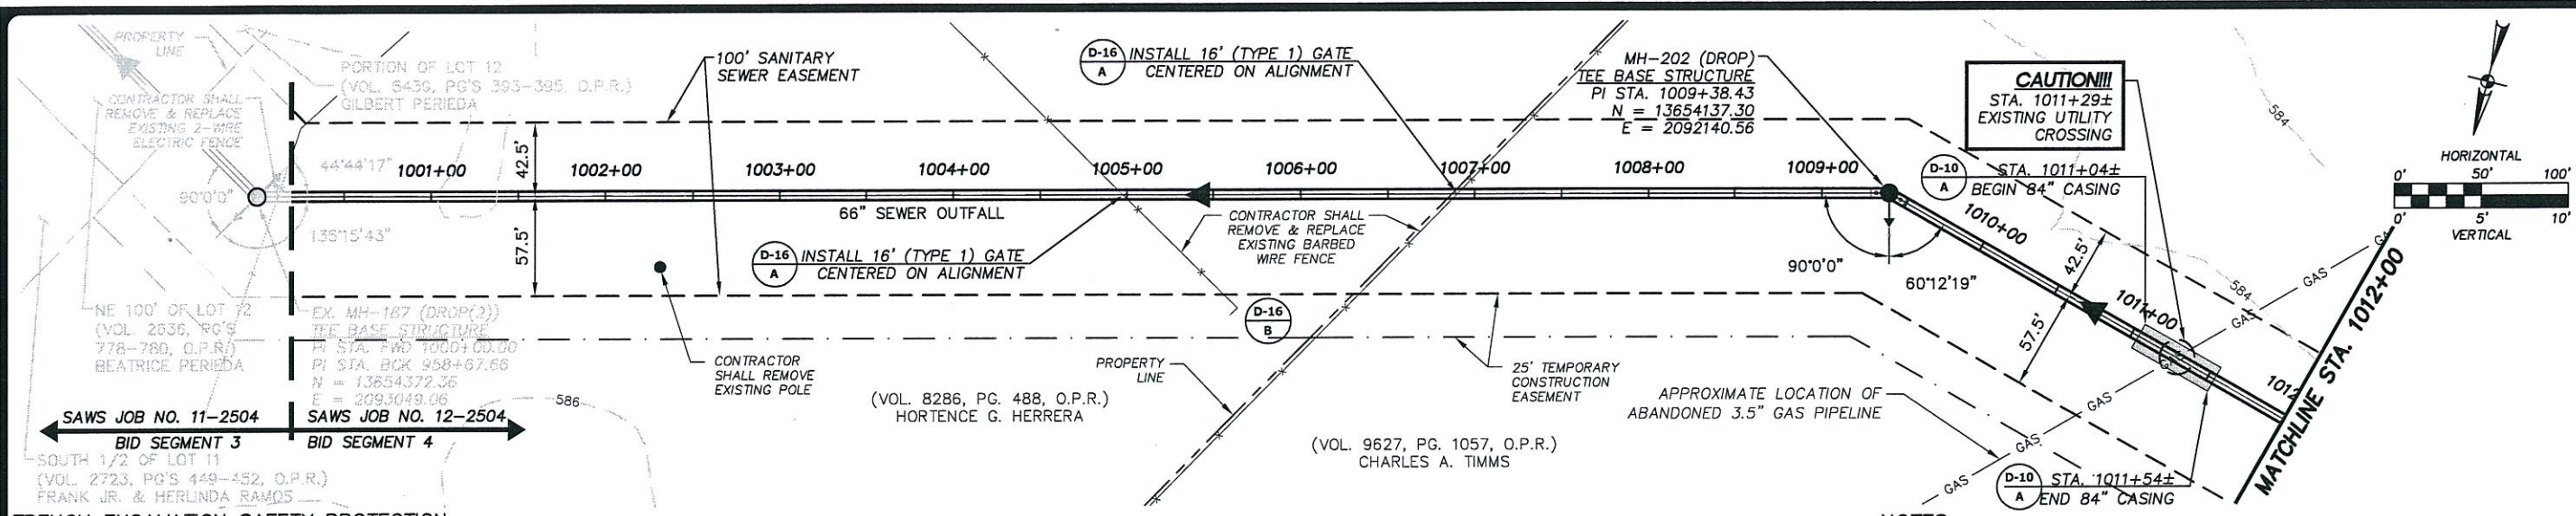 PROPERTY
LINE
PORTION OF LOT 12
(VOL. 6439, PG'S 393-395, O.P.R.)
GILBERT PERIEDA
CONTRACTOR SHALL
REMOVE & REPLACE
EXISTING 2-WIRE
ELECTRIC FENCE
44°44'17"
90°0'0"
135°15'43"
100' SANITARY
SEWER EASEMENT
D-16
A
INSTALL 16' (TYPE 1) GATE
CENTERED ON ALIGNMENT
MH-202 (DROP)
TEE BASE STRUCTURE
PI STA. 1009+38.43
N = 13654137.30
E = 2092140.56
CAUTION!!!
STA. 1011+29±
EXISTING UTILITY
CROSSING
584
HORIZONTAL
0' 50' 100'
0' 5' 10'
VERTICAL
1001+00
1002+00
1003+00
1004+00
1005+00
1006+00
1007+00
1008+00
1009+00
42.5'
57.5'
66" SEWER OUTFALL
D-10
A
STA. 1011+04±
BEGIN 84" CASING
1010+00
1011+00
1012
42.5'
57.5'
90°0'0"
60°12'19"
D-16
A
INSTALL 16' (TYPE 1) GATE
CENTERED ON ALIGNMENT
CONTRACTOR SHALL
REMOVE & REPLACE
EXISTING BARBED
WIRE FENCE
D-16
B
584
GAS
GAS
GAS
GAS
GAS
MATCHLINE STA. 1012+00
NE 100' OF LOT 12
(VOL. 2636, PG'S
778-780, O.P.R.)
BEATRICE PERIEDA
EX. MH-187 (DROP(2))
TEE BASE STRUCTURE
PI STA. FWD 1000+00.00
PI STA. BCK 958+67.66
N = 13654372.36
E = 2093049.06
CONTRACTOR
SHALL REMOVE
EXISTING POLE
PROPERTY
LINE
25' TEMPORARY
CONSTRUCTION
EASEMENT
(VOL. 8286, PG. 488, O.P.R.)
HORTENCE G. HERRERA
APPROXIMATE LOCATION OF
ABANDONED 3.5" GAS PIPELINE
586
SAWS JOB NO. 11-2504
SAWS JOB NO. 12-2504
BID SEGMENT 3
BID SEGMENT 4
SOUTH 1/2 OF LOT 11
(VOL. 2723, PG'S 449-452, O.P.R.)
FRANK JR. & HERLINDA RAMOS
(VOL. 9627, PG. 1057, O.P.R.)
CHARLES A. TIMMS
D-10
A
STA. 1011+54±
END 84" CASING